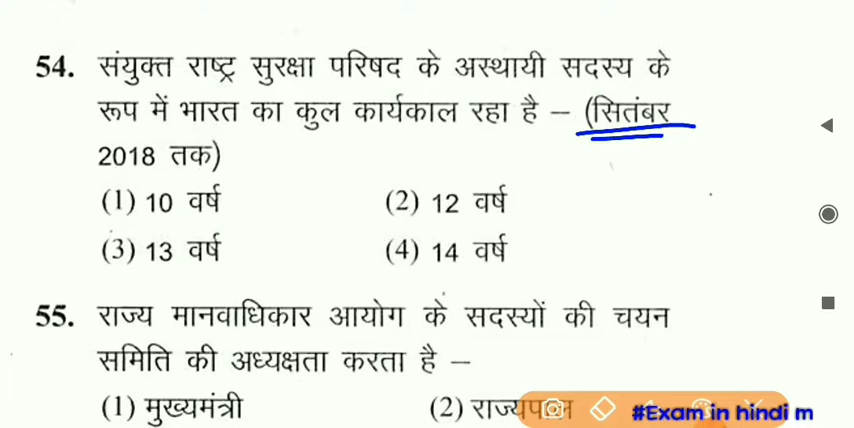 54. संयुक्त राष्ट्र सुरक्षा परिषद के अस्थायी सदस्य के
रूप में भारत का कुल कार्यकाल रहा है – (सितंबर
2018 तक)
(1) 10 वर्ष (2) 12 वर्ष
(3) 13 वर्ष (4) 14 वर्ष
55. राज्य मानवाधिकार आयोग के सदस्यों की चयन
समिति की अध्यक्षता करता है –
(1) मुख्यमंत्री (2) राज्यपाल
#Exam in hindi m